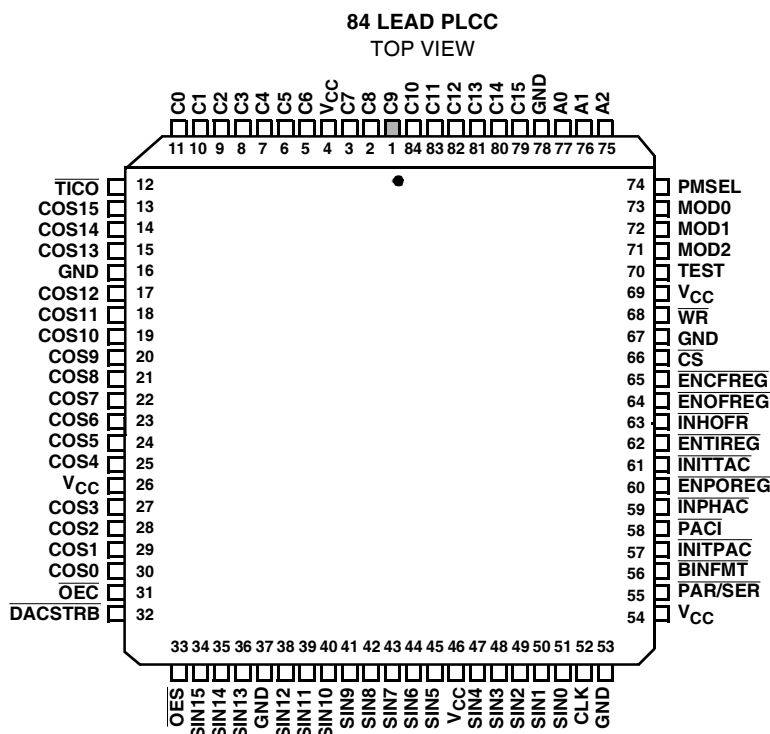 84 LEAD PLCC
TOP VIEW
C0 C1 C2 C3 C4 C5 C6 VCC C7 C8 C9 C10 C11 C12 C13 C14 C15 GND A0 A1 A2
11 10 9 8 7 6 5 4 3 2 1 84 83 82 81 80 79 78 77 76 75
TICO 12 74 PMSEL
COS15 13 73 MOD0
COS14 14 72 MOD1
COS13 15 71 MOD2
GND 16 70 TEST
COS12 17 69 VCC
COS11 18 68 WR
COS10 19 67 GND
COS9 20 66 CS
COS8 21 65 ENCFREG
COS7 22 64 ENOFREG
COS6 23 63 INHOFR
COS5 24 62 ENTIREG
COS4 25 61 INITTAC
VCC 26 60 ENPOREG
COS3 27 59 INPHAC
COS2 28 58 PACI
COS1 29 57 INITPAC
COS0 30 56 BINFMT
OEC 31 55 PAR/SER
DACSTRB 32 54 VCC
33 34 35 36 37 38 39 40 41 42 43 44 45 46 47 48 49 50 51 52 53
OES SIN15 SIN14 SIN13 GND SIN12 SIN11 SIN10 SIN9 SIN8 SIN7 SIN6 SIN5 VCC SIN4 SIN3 SIN2 SIN1 SIN0 CLK GND